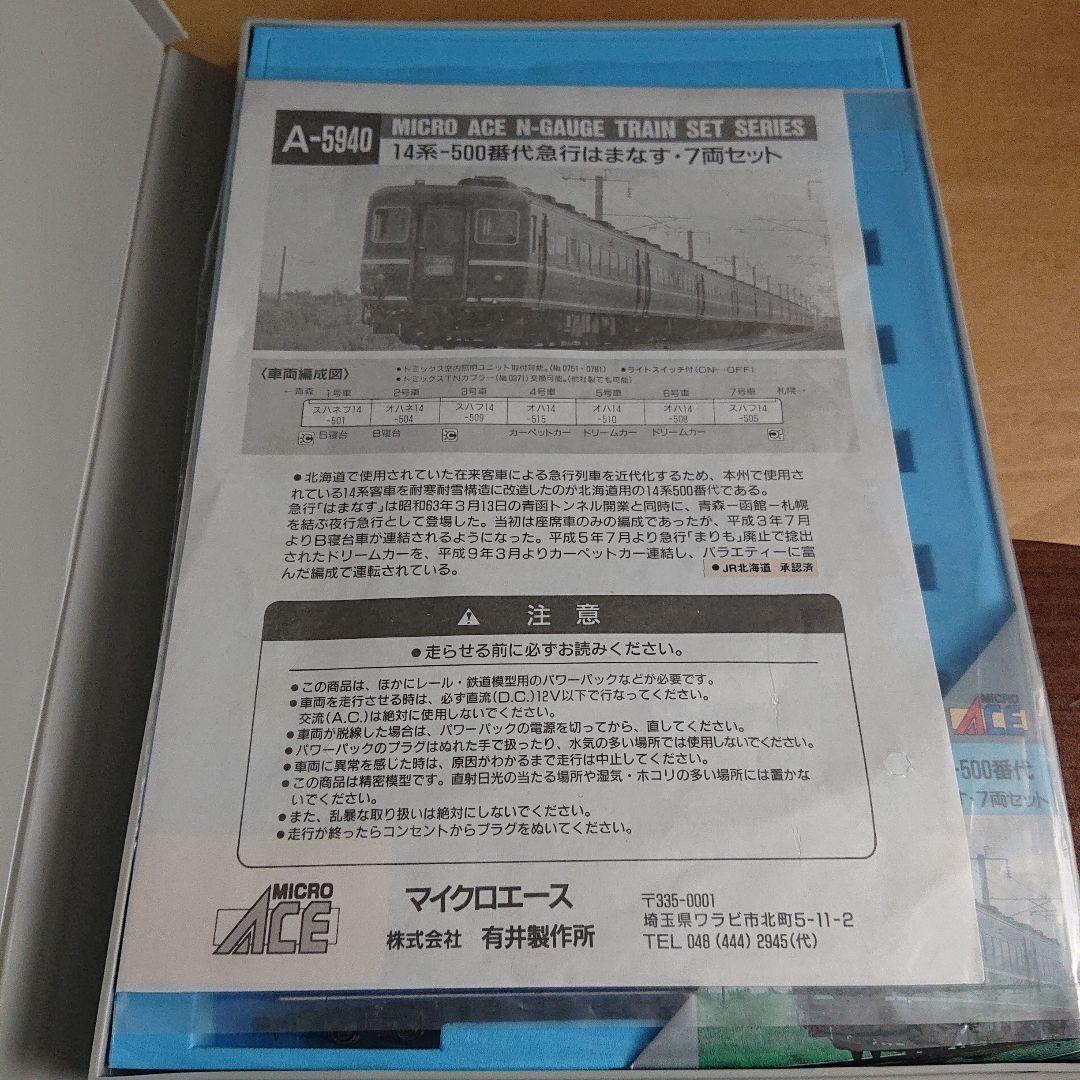 A-5940
MICRO ACE N-GAUGE TRAIN SET SERIES
14系-500番代急行はまなす・7両セット
〈車両編成図〉
●トミックス室内照明ユニット取付可能。(№0751・0781) ●ライトスイッチ付(ON↔OFF)
●トミックスTNカプラー(№0371)交換可能。(他社製でも可能)
←青森 1号車 2号車 3号車 4号車 5号車 6号車 7号車 札幌→
スハネフ14 オハネ14 スハフ14 オハ14 オハ14 オハ14 スハフ14
-501 -504 -509 -515 -510 -508 -505
B寝台 B寝台 カーペットカー ドリームカー ドリームカー
●北海道で使用されていた在来客車による急行列車を近代化するため、本州で使用さ
れている14系客車を耐寒耐雪構造に改造したのが北海道用の14系500番代である。
急行「はまなす」は昭和63年3月13日の青函トンネル開業と同時に、青森−函館−札幌
を結ぶ夜行急行として登場した。当初は座席車のみの編成であったが、平成3年7月
よりB寝台車が連結されるようになった。平成5年7月より急行「まりも」廃止で捻出
されたドリームカーを、平成9年3月よりカーペットカー連結し、バラエティーに富
んだ編成で運転されている。
●JR北海道 承認済
注意
●走らせる前に必ずお読みください。
●この商品は、ほかにレール・鉄道模型用のパワーパックなどが必要です。
●車両を走行させる時は、必ず直流(D.C.)12V以下で行なってください。
交流(A.C.)は絶対に使用しないでください。
●車両が脱線した場合は、パワーパックの電源を切ってから、直してください。
●パワーパックのプラグはぬれた手で扱ったり、水気の多い場所では使用しないでください。
●車両に異常を感じた時は、原因がわかるまで走行は中止してください。
●この商品は精密模型です。直射日光の当たる場所や湿気・ホコリの多い場所には置かな
いでください。
●また、乱暴な取り扱いは絶対にしないでください。
●走行が終ったらコンセントからプラグをぬいてください。
MICRO
ACE
マイクロエース
株式会社 有井製作所
〒335-0001
埼玉県ワラビ市北町5-11-2
TEL 048 (444) 2945(代)
MICRO
ACE
-500番代
す・7両セット